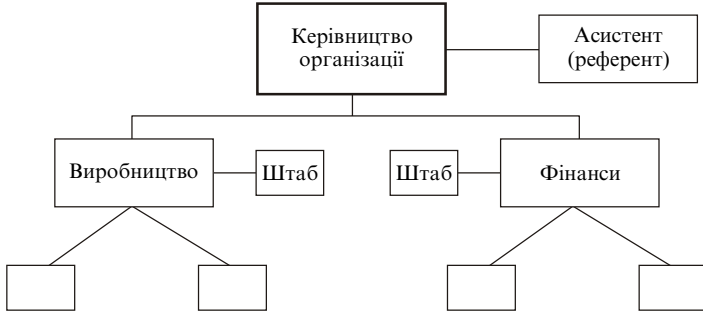 Керівництво
організації
Асистент
(референт)
Виробництво
Штаб
Штаб
Фінанси